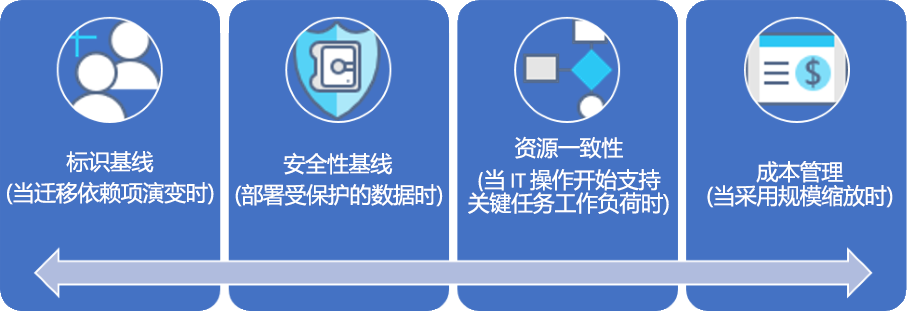 标识基线
(当迁移依赖项演变时)
安全性基线
(部署受保护的数据时)
资源一致性
(当 IT 操作开始支持
关键任务工作负荷时)
$
成本管理
(当采用规模缩放时)